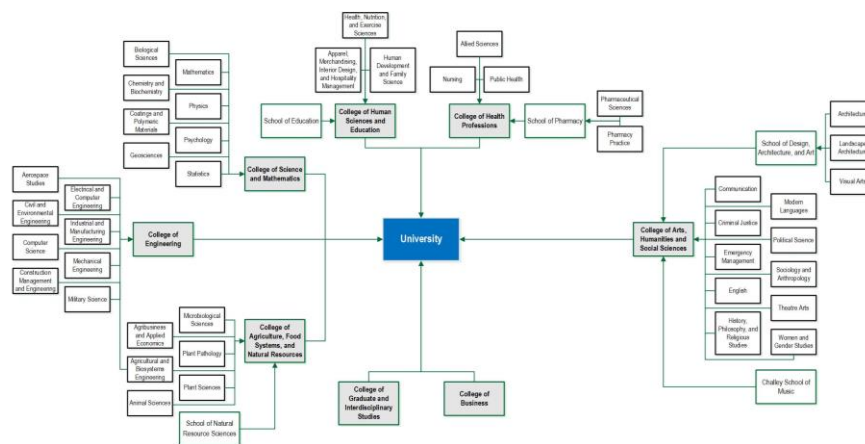 Health, Nutrition,
and Exercise
Sciences
Biological
Sciences
Mathematics
Chemistry and
Biochemistry
Physics
Coatings and
Polymeric
Materials
Psychology
Geosciences
Statistics
College of Science
and Mathematics
Apparel,
Merchandising,
Interior Design,
and Hospitality
Management
Human
Development
and Family
Science
School of Education
College of Human
Sciences and
Education
Allied Sciences
Nursing
Public Health
College of Health
Professions
School of Pharmacy
Pharmaceutical
Sciences
Pharmacy
Practice
Architecture
School of Design,
Architecture, and Art
Landscape
Architecture
Visual Arts
Aerospace
Studies
Electrical and
Computer
Engineering
Civil and
Environmental
Engineering
Industrial and
Manufacturing
Engineering
Computer
Science
Mechanical
Engineering
Construction
Management
and Engineering
Military Science
College of
Engineering
University
College of Arts,
Humanities and
Social Sciences
Communication
Modern
Languages
Criminal Justice
Political Science
Emergency
Management
Sociology and
Anthropology
English
Theatre Arts
History,
Philosophy, and
Religious
Studies
Women and
Gender Studies
Challey School of
Music
Microbiological
Sciences
Agribusiness
and Applied
Economics
Plant Pathology
Agricultural and
Biosystems
Engineering
Plant Sciences
Animal Sciences
School of Natural
Resource Sciences
College of
Agriculture, Food
Systems, and
Natural Resources
College of
Graduate and
Interdisciplinary
Studies
College of
Business